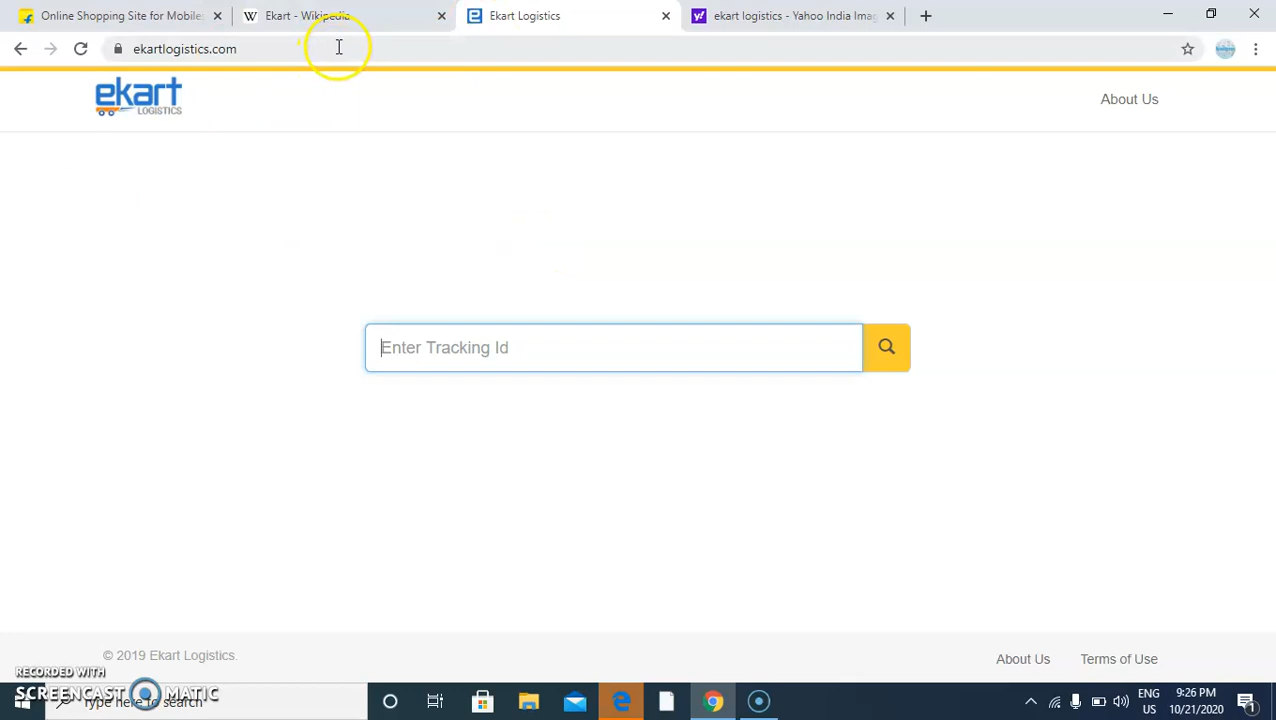 Online Shopping Site for Mobiles
Ekart - Wikipedia
Ekart Logistics
ekart logistics - Yahoo India Imag
ekartlogistics.com
ekart
LOGISTICS
About Us
Enter Tracking Id
© 2019 Ekart Logistics.
About Us
Terms of Use
RECORDED WITH
SCREENCAST MATIC
Type here to search
ENG
US
9:26 PM
10/21/2020
1